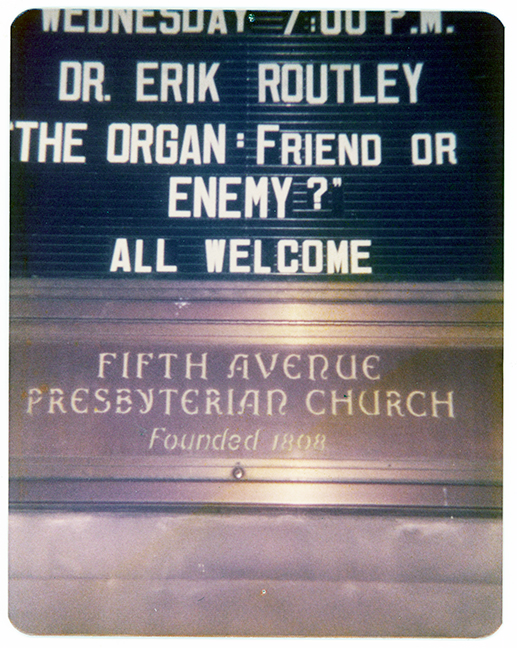 WEDNESDAY 7:00 P.M.
DR. ERIK ROUTLEY
"THE ORGAN: FRIEND OR
ENEMY?"
ALL WELCOME
FIFTH AVENUE
PRESBYTERIAN CHURCH
Founded 1808